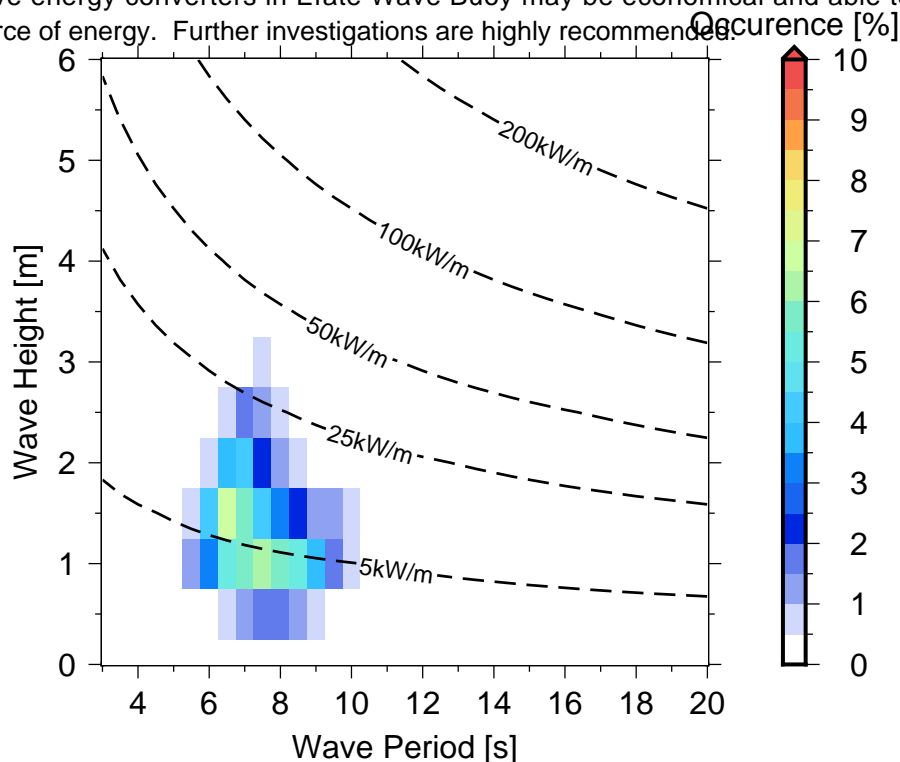 ve energy converters in Efate Wave Buoy may be economical and able to
rce of energy. Further investigations are highly recommended.
Occurence [%]
6
5
4
3
2
1
0
Wave Height [m]
200kW/m
100kW/m
50kW/m
25kW/m
5kW/m
4 6 8 10 12 14 16 18 20
Wave Period [s]
10
9
8
7
6
5
4
3
2
1
0